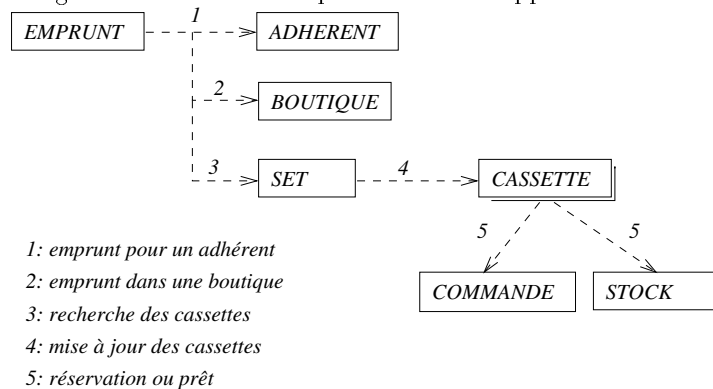 1
EMPRUNT
ADHERENT
2
BOUTIQUE
3
SET
4
CASSETTE
5
5
COMMANDE
STOCK
1: emprunt pour un adhérent
2: emprunt dans une boutique
3: recherche des cassettes
4: mise à jour des cassettes
5: réservation ou prêt